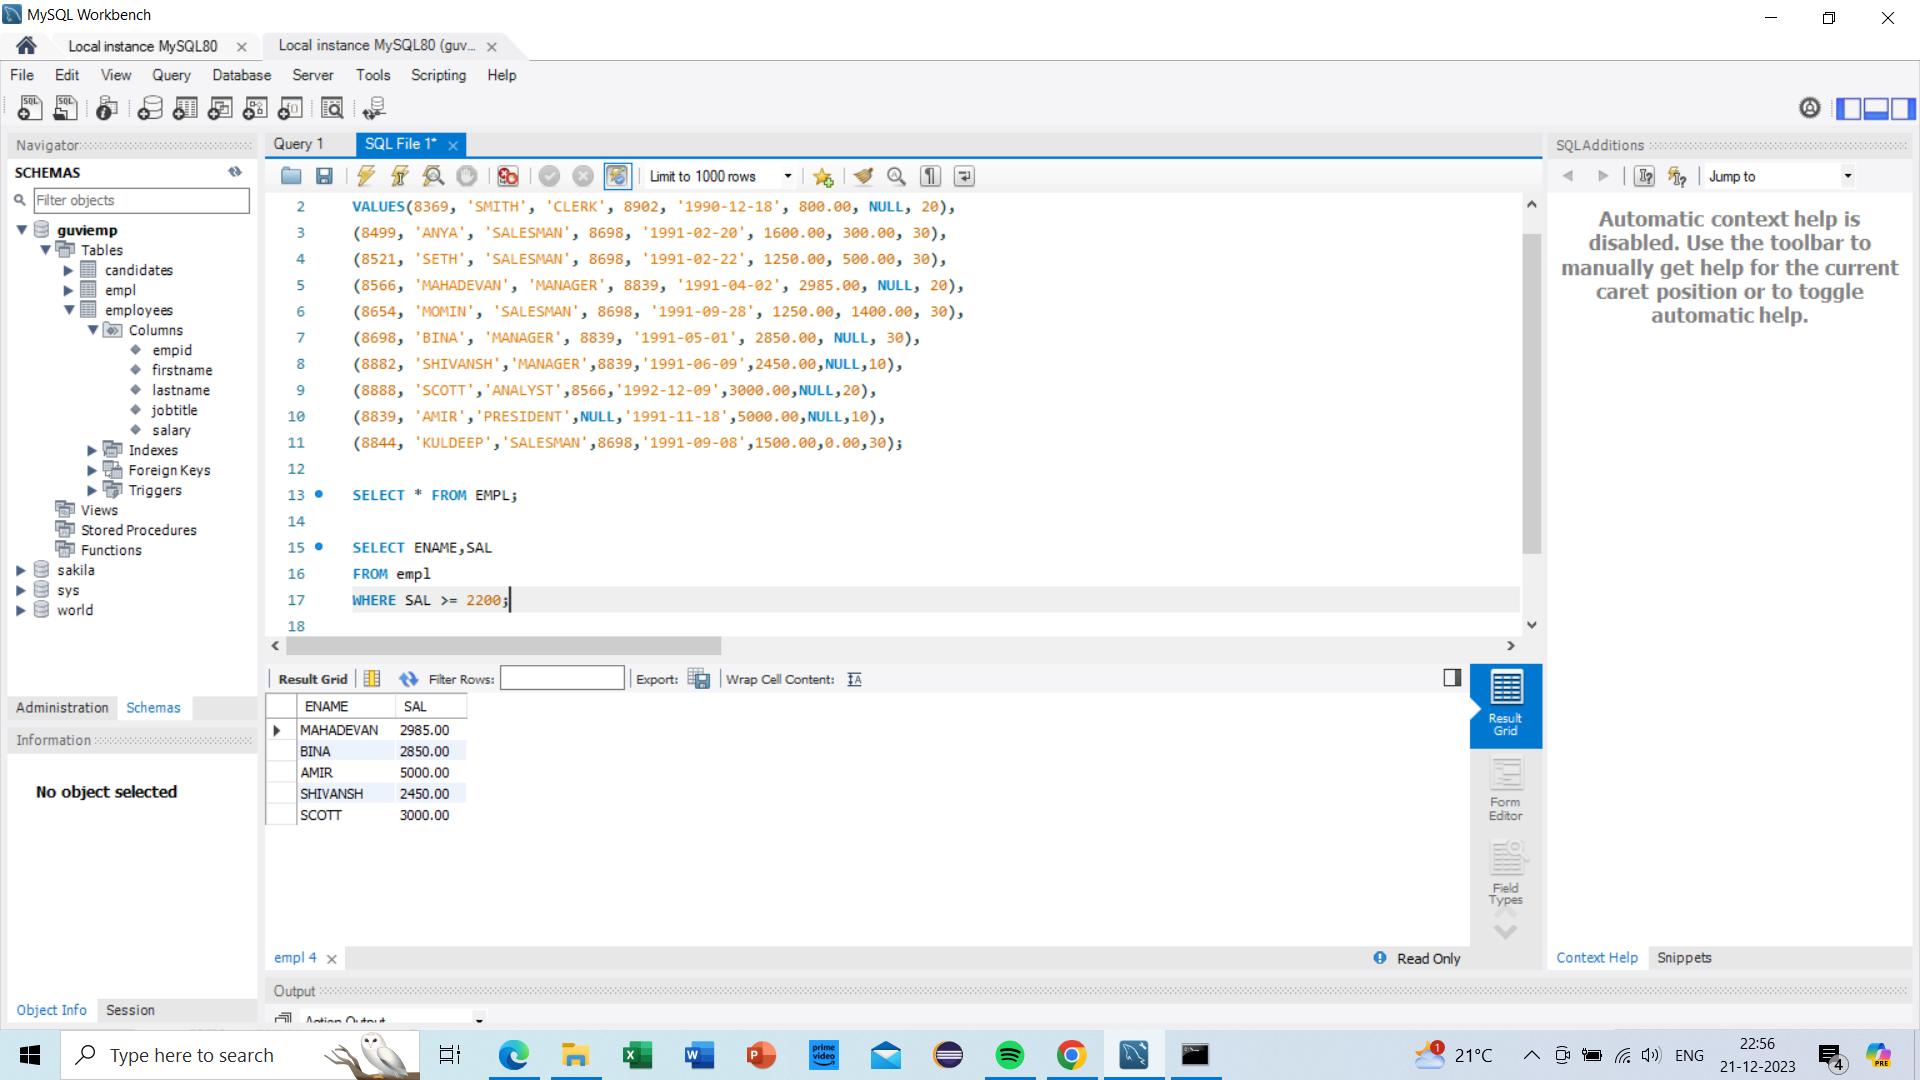 MySQL Workbench
Local instance MySQL80
Local instance MySQL80 (guv...
File Edit View Query Database Server Tools Scripting Help
Navigator
SCHEMAS
Filter objects
guviemp
Tables
candidates
empl
employees
Columns
empid
firstname
lastname
jobtitle
salary
Indexes
Foreign Keys
Triggers
Views
Stored Procedures
Functions
sakila
sys
world
Administration Schemas
Information
No object selected
Object Info Session
Query 1 SQL File 1*
Limit to 1000 rows
2 VALUES(8369, 'SMITH', 'CLERK', 8902, '1990-12-18', 800.00, NULL, 20),
3 (8499, 'ANYA', 'SALESMAN', 8698, '1991-02-20', 1600.00, 300.00, 30),
4 (8521, 'SETH', 'SALESMAN', 8698, '1991-02-22', 1250.00, 500.00, 30),
5 (8566, 'MAHADEVAN', 'MANAGER', 8839, '1991-04-02', 2985.00, NULL, 20),
6 (8654, 'MOMIN', 'SALESMAN', 8698, '1991-09-28', 1250.00, 1400.00, 30),
7 (8698, 'BINA', 'MANAGER', 8839, '1991-05-01', 2850.00, NULL, 30),
8 (8882, 'SHIVANSH','MANAGER',8839,'1991-06-09',2450.00,NULL,10),
9 (8888, 'SCOTT','ANALYST',8566,'1992-12-09',3000.00,NULL,20),
10 (8839, 'AMIR','PRESIDENT',NULL,'1991-11-18',5000.00,NULL,10),
11 (8844, 'KULDEEP','SALESMAN',8698,'1991-09-08',1500.00,0.00,30);
12
13 SELECT * FROM EMPL;
14
15 SELECT ENAME,SAL
16 FROM empl
17 WHERE SAL >= 2200;
18
Result Grid Filter Rows: Export: Wrap Cell Content:
ENAME SAL
MAHADEVAN 2985.00
BINA 2850.00
AMIR 5000.00
SHIVANSH 2450.00
SCOTT 3000.00
Result
Grid
Form
Editor
Field
Types
empl 4
Read Only
Output
Action Output
SQLAdditions
Jump to
Automatic context help is
disabled. Use the toolbar to
manually get help for the current
caret position or to toggle
automatic help.
Context Help Snippets
Type here to search
prime
video
1
21°C
ENG
22:56
21-12-2023
4
PRE